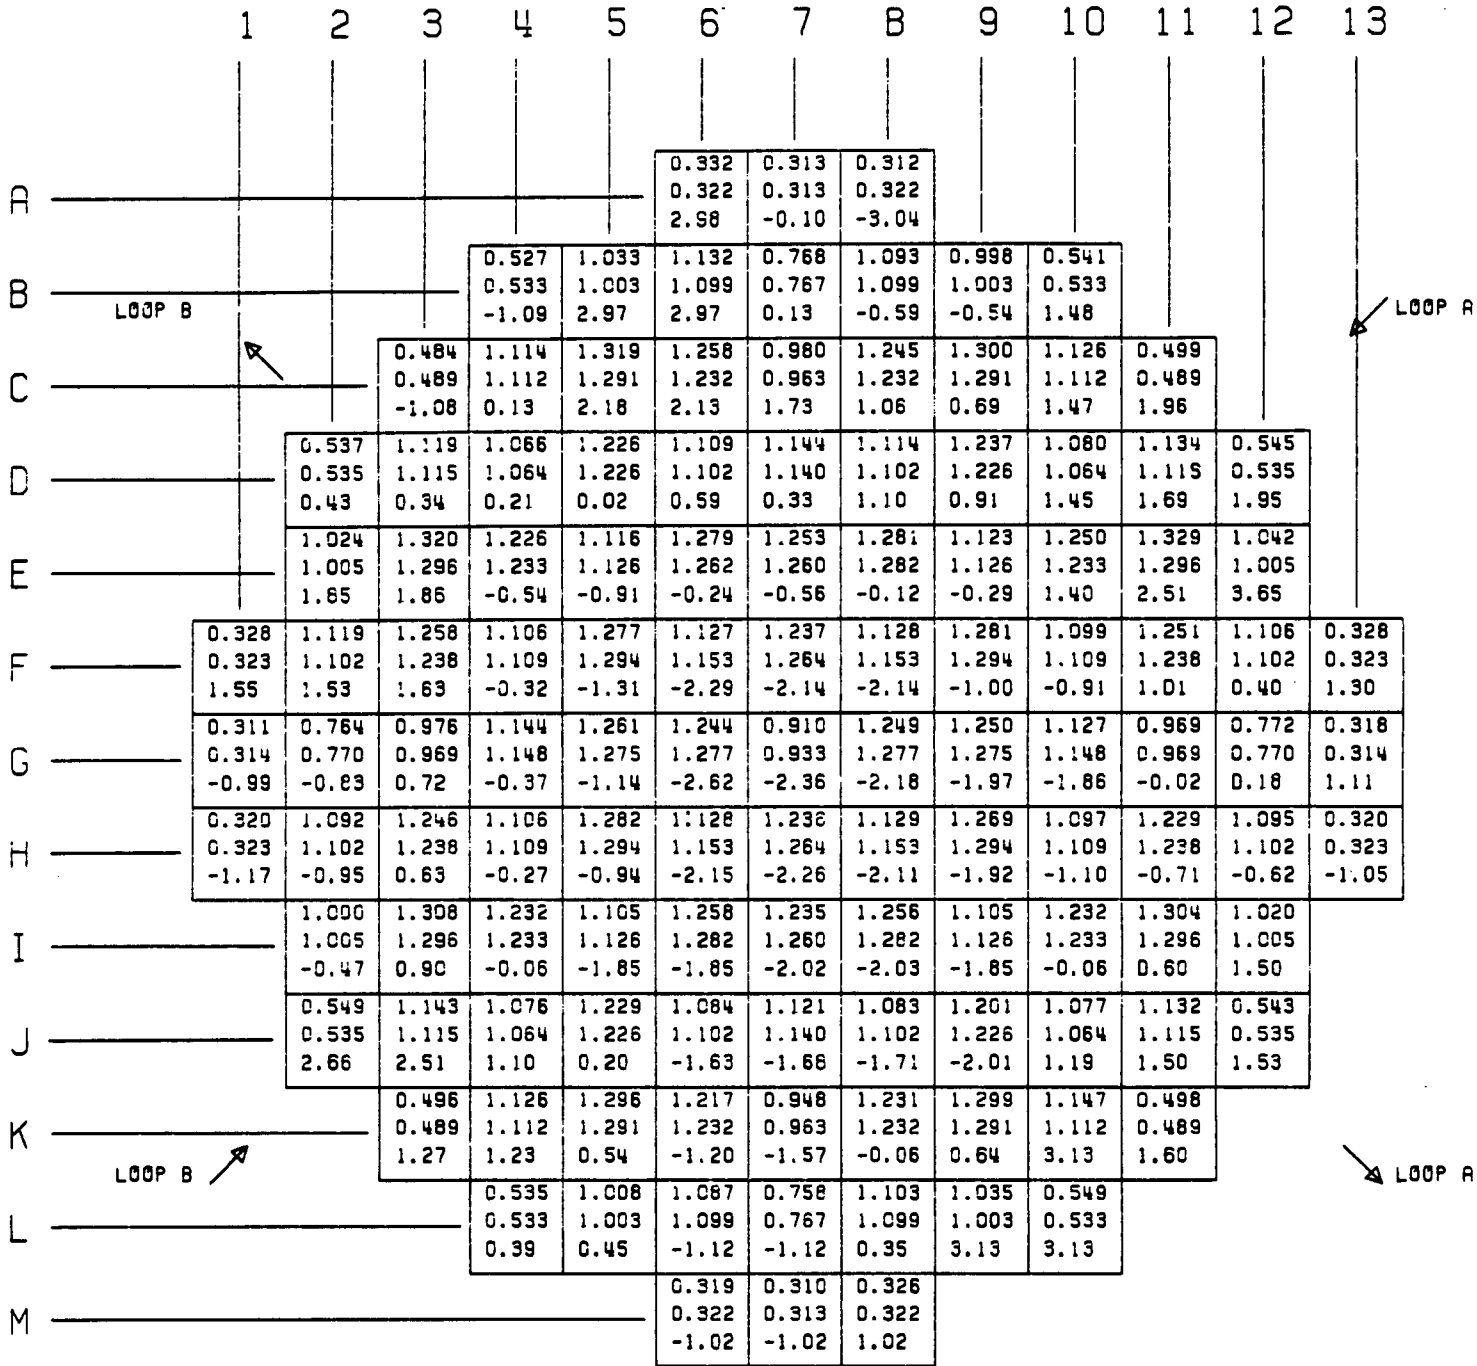 1 2 3 4 5 6 7 8 9 10 11 12 13
0.332 0.313 0.312
A 0.322 0.313 0.322
2.98 -0.10 -3.04
0.527 1.033 1.132 0.768 1.093 0.998 0.541
B 0.533 1.003 1.099 0.767 1.099 1.003 0.533
LOOP B -1.09 2.97 2.97 0.13 -0.59 -0.54 1.48 LOOP A
0.484 1.114 1.319 1.258 0.980 1.245 1.300 1.126 0.499
C 0.489 1.112 1.291 1.232 0.963 1.232 1.291 1.112 0.489
-1.08 0.13 2.18 2.13 1.73 1.06 0.69 1.47 1.96
0.537 1.119 1.066 1.226 1.109 1.144 1.114 1.237 1.080 1.134 0.545
D 0.535 1.115 1.064 1.226 1.102 1.140 1.102 1.226 1.064 1.115 0.535
0.43 0.34 0.21 0.02 0.59 0.33 1.10 0.91 1.45 1.69 1.95
1.024 1.320 1.226 1.116 1.279 1.253 1.281 1.123 1.250 1.329 1.042
E 1.005 1.296 1.233 1.126 1.262 1.260 1.282 1.126 1.233 1.296 1.005
1.85 1.86 -0.54 -0.91 -0.24 -0.56 -0.12 -0.29 1.40 2.51 3.65
0.328 1.119 1.258 1.106 1.277 1.127 1.237 1.128 1.281 1.099 1.251 1.106 0.328
F 0.323 1.102 1.238 1.109 1.294 1.153 1.264 1.153 1.294 1.109 1.238 1.102 0.323
1.55 1.53 1.63 -0.32 -1.31 -2.29 -2.14 -2.14 -1.00 -0.91 1.01 0.40 1.30
0.311 0.764 0.976 1.144 1.261 1.244 0.910 1.249 1.250 1.127 0.969 0.772 0.318
G 0.314 0.770 0.969 1.148 1.275 1.277 0.933 1.277 1.275 1.148 0.969 0.770 0.314
-0.99 -0.83 0.72 -0.37 -1.14 -2.62 -2.36 -2.18 -1.97 -1.86 -0.02 0.18 1.11
0.320 1.092 1.246 1.106 1.282 1.128 1.236 1.129 1.269 1.097 1.229 1.095 0.320
H 0.323 1.102 1.238 1.109 1.294 1.153 1.264 1.153 1.294 1.109 1.238 1.102 0.323
-1.17 -0.95 0.63 -0.27 -0.94 -2.15 -2.26 -2.11 -1.92 -1.10 -0.71 -0.62 -1.05
1.000 1.308 1.232 1.105 1.258 1.235 1.256 1.105 1.232 1.304 1.020
I 1.005 1.296 1.233 1.126 1.282 1.260 1.282 1.126 1.233 1.296 1.005
-0.47 0.90 -0.06 -1.85 -1.85 -2.02 -2.03 -1.85 -0.06 0.60 1.50
0.549 1.143 1.076 1.229 1.084 1.121 1.083 1.201 1.077 1.132 0.543
J 0.535 1.115 1.064 1.226 1.102 1.140 1.102 1.226 1.064 1.115 0.535
2.66 2.51 1.10 0.20 -1.63 -1.68 -1.71 -2.01 1.19 1.50 1.53
0.496 1.126 1.296 1.217 0.948 1.231 1.299 1.147 0.498
K 0.489 1.112 1.291 1.232 0.963 1.232 1.291 1.112 0.489
1.27 1.23 0.54 -1.20 -1.57 -0.06 0.64 3.13 1.60
LOOP B LOOP A
0.535 1.008 1.087 0.758 1.103 1.035 0.549
L 0.533 1.003 1.099 0.767 1.099 1.003 0.533
0.39 0.45 -1.12 -1.12 0.35 3.13 3.13
0.319 0.310 0.326
M 0.322 0.313 0.322
-1.02 -1.02 1.02